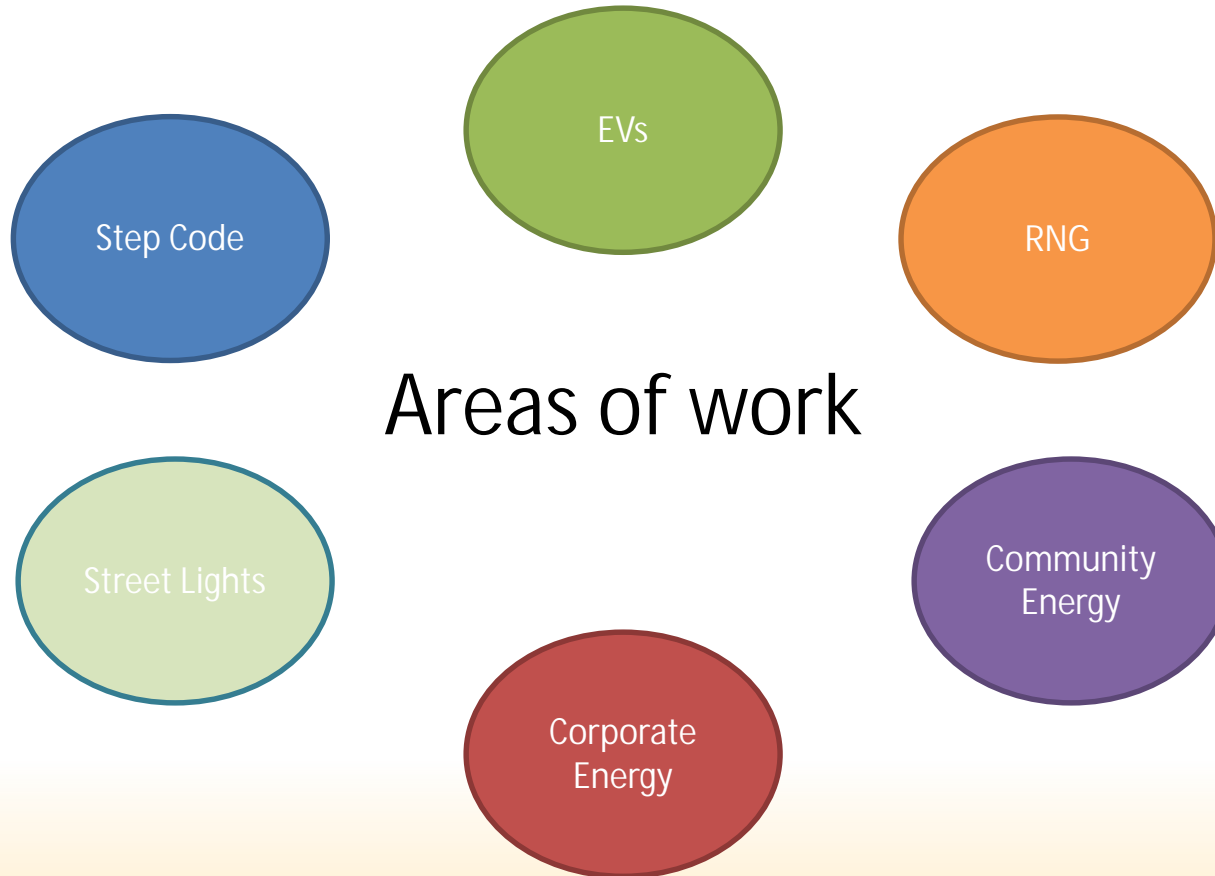 EVs
Step Code
RNG
Areas of work
Street Lights
Community
Energy
Corporate
Energy